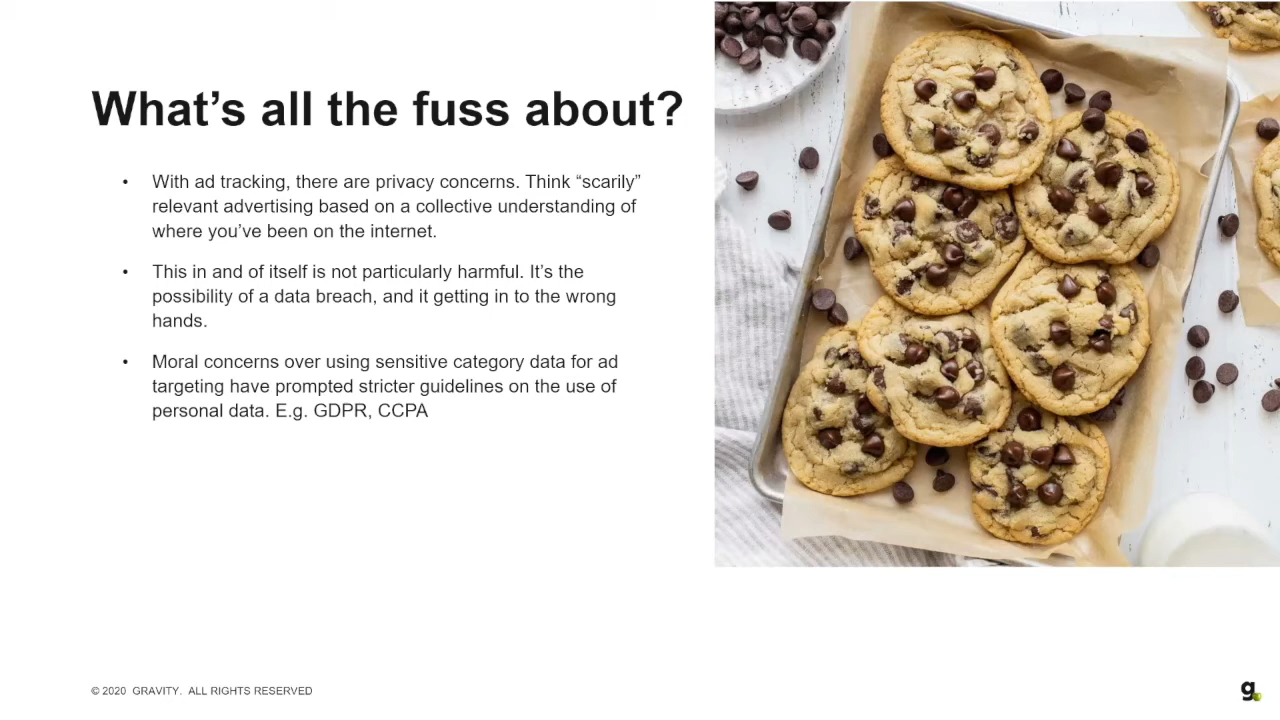 What’s all the fuss about?
• With ad tracking, there are privacy concerns. Think “scarily”
relevant advertising based on a collective understanding of
where you’ve been on the internet.
• This in and of itself is not particularly harmful. It’s the
possibility of a data breach, and it getting in to the wrong
hands.
• Moral concerns over using sensitive category data for ad
targeting have prompted stricter guidelines on the use of
personal data. E.g. GDPR, CCPA
© 2020 GRAVITY. ALL RIGHTS RESERVED
g